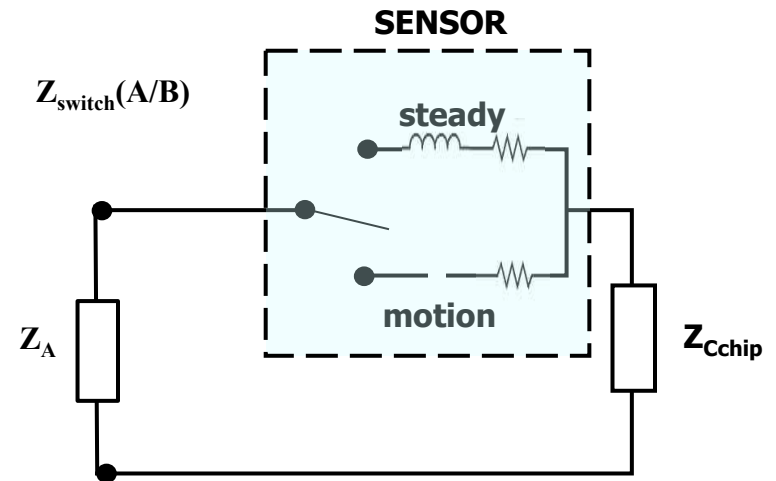 SENSOR
Zswitch(A/B)
steady
motion
ZA
ZCchip